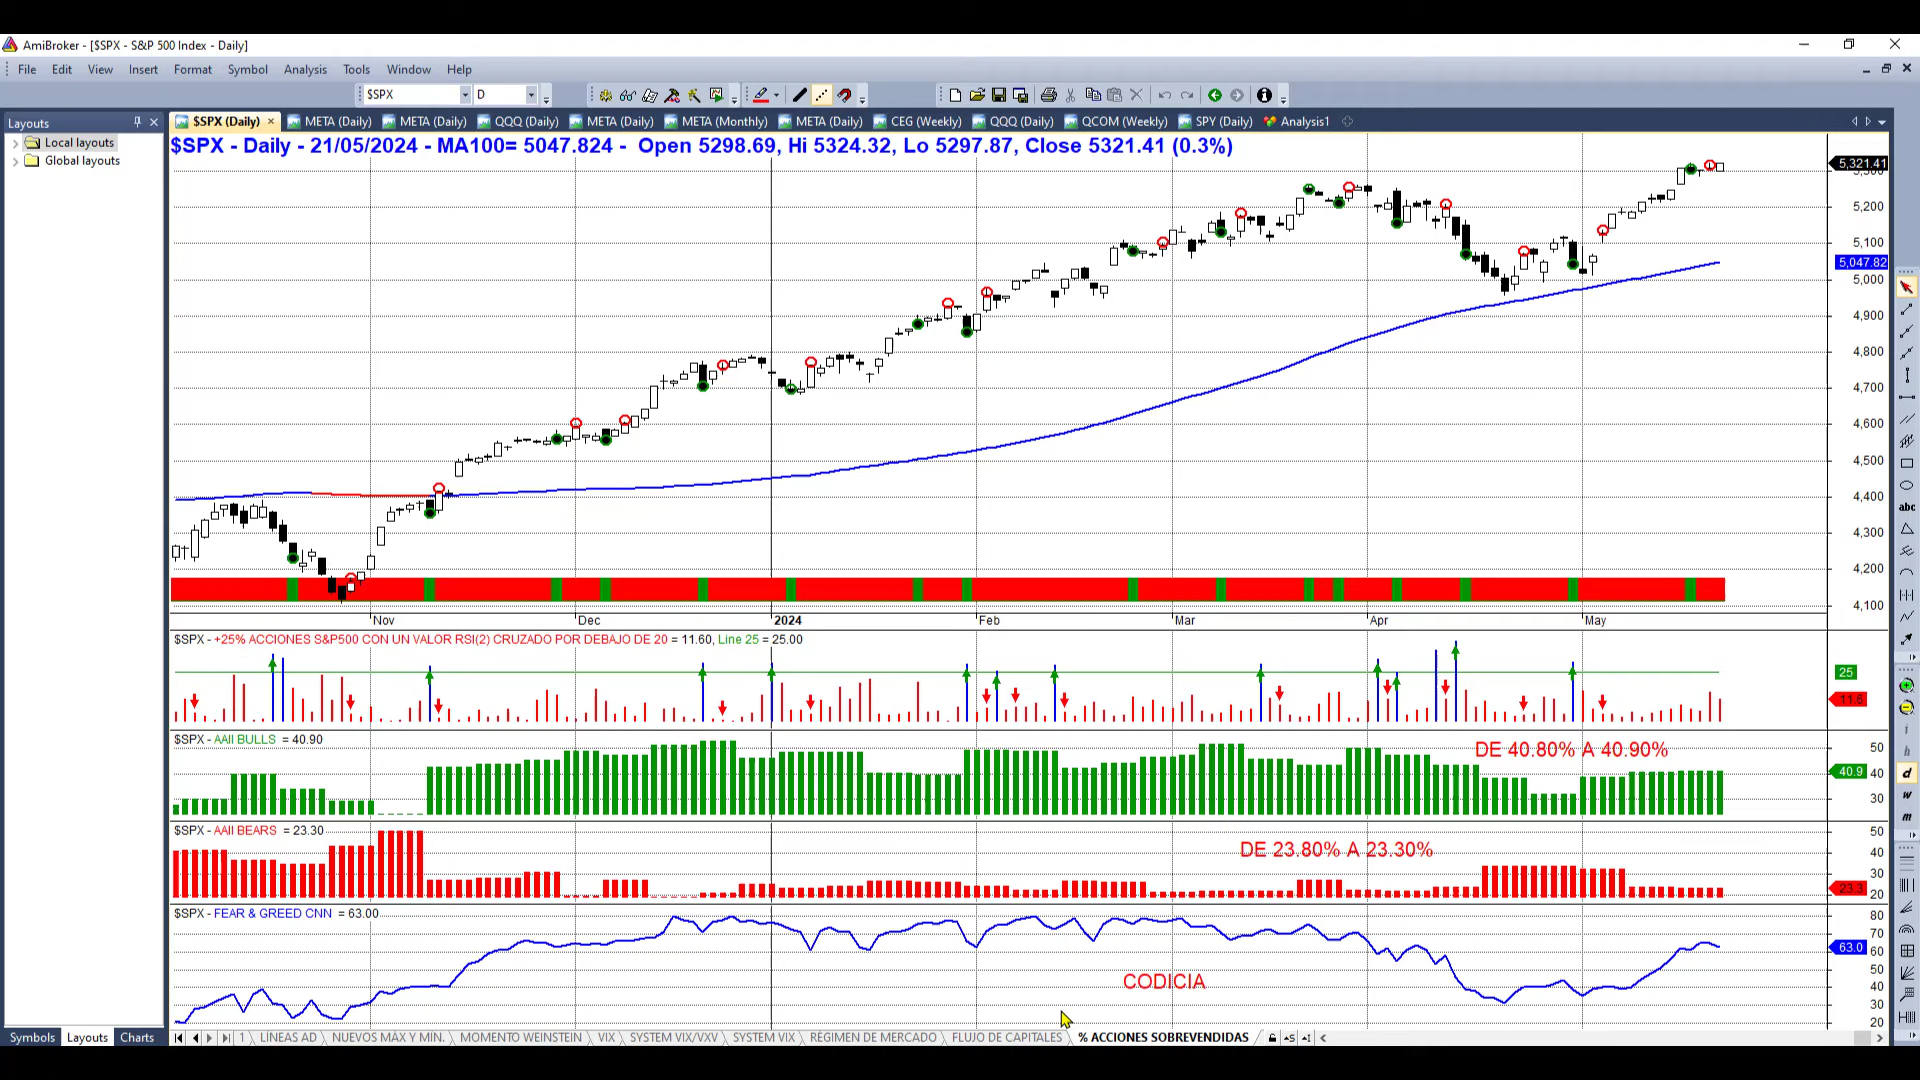 AmiBroker - [$SPX - S&P 500 Index - Daily]
File Edit View Insert Format Symbol Analysis Tools Window Help
$SPX D
Layouts
Local layouts
Global layouts
$SPX (Daily) META (Daily) META (Daily) QQQ (Daily) META (Daily) META (Monthly) META (Daily) CEG (Weekly) QQQ (Daily) QCOM (Weekly) SPY (Daily) Analysis1
$SPX - Daily - 21/05/2024 - MA100= 5047.824 - Open 5298.69, Hi 5324.32, Lo 5297.87, Close 5321.41 (0.3%)
5,321.41
5,300
5,200
5,100
5,047.82
5,000
4,900
4,800
4,700
4,600
4,500
4,400
4,300
4,200
4,100
Nov Dec 2024 Feb Mar Apr May
$SPX - +25% ACCIONES S&P500 CON UN VALOR RSI(2) CRUZADO POR DEBAJO DE 20 = 11.60, Line 25 = 25.00
25
11.6
$SPX - AAII BULLS = 40.90
DE 40.80% A 40.90%
50
40.9 40
30
$SPX - AAII BEARS = 23.30
DE 23.80% A 23.30%
50
40
30
23.3
20
$SPX - FEAR & GREED CNN = 63.00
CODICIA
80
70
63.0 60
50
40
30
20
abc
d
w
m
Symbols Layouts Charts
1 LÍNEAS AD NUEVOS MÁX Y MIN. MOMENTO WEINSTEIN VIX SYSTEM VIX/VXV SYSTEM VIX RÉGIMEN DE MERCADO FLUJO DE CAPITALES % ACCIONES SOBREVENDIDAS